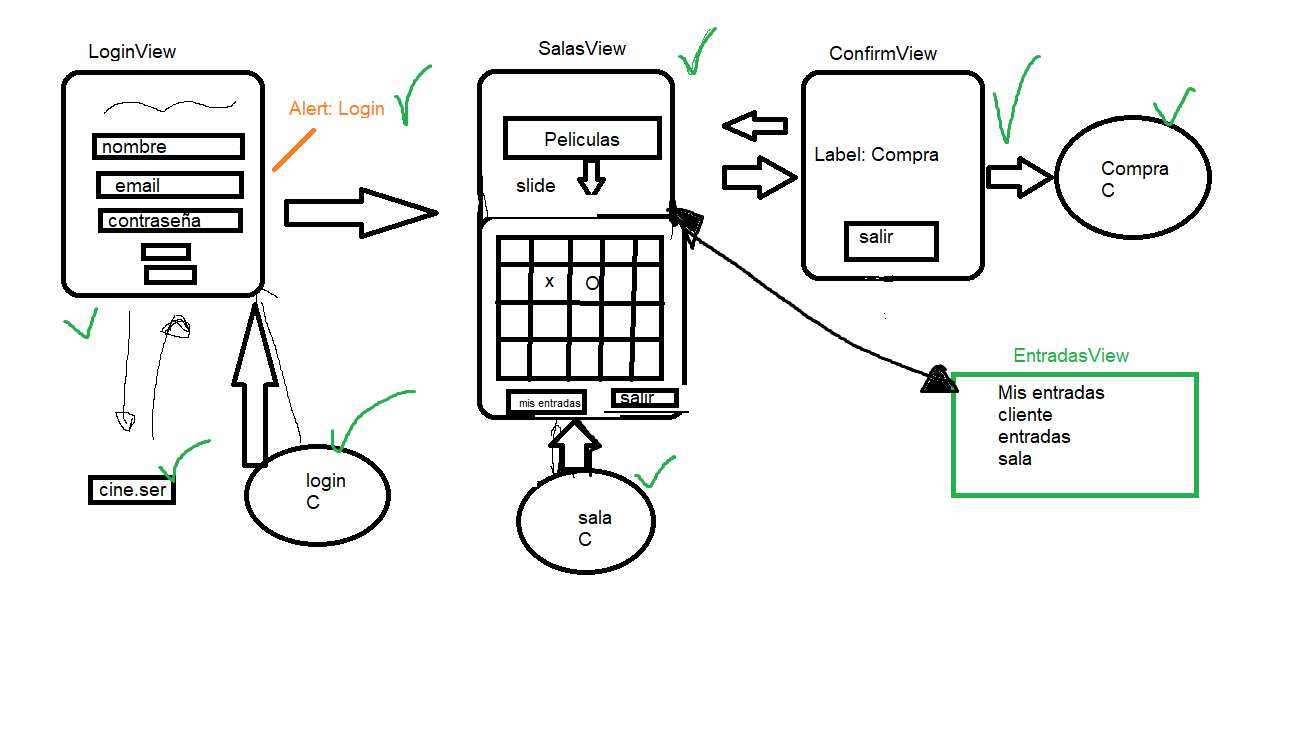 LoginView
Alert: Login
nombre
email
contraseña
cine.ser
login
C
SalasView
Peliculas
slide
x O
mis entradas
salir
sala
C
ConfirmView
Label: Compra
salir
Compra
C
EntradasView
Mis entradas
cliente
entradas
sala